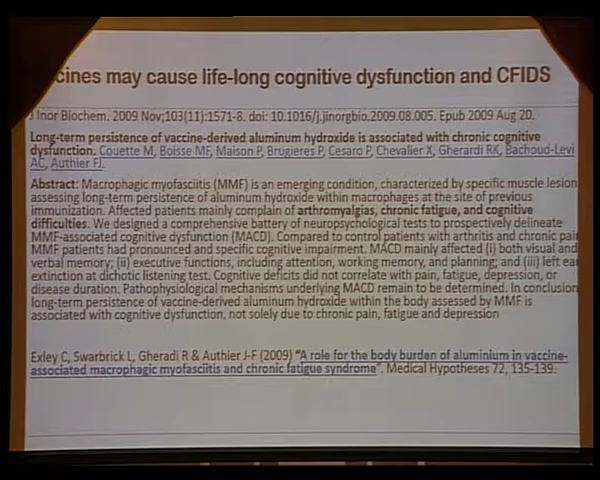 cines may cause life-long cognitive dysfunction and CFIDS
J Inor Biochem. 2009 Nov;103(11):1571-8. doi: 10.1016/j.jinorgbio.2009.08.005. Epub 2009 Aug 20.
Long-term persistence of vaccine-derived aluminum hydroxide is associated with chronic cognitive
dysfunction. Couette M, Boisse MF, Maison P, Brugieres P, Cesaro P, Chevalier X, Gherardi RK, Bachoud-Levi
AC, Authier FJ.
Abstract: Macrophagic myofasciitis (MMF) is an emerging condition, characterized by specific muscle lesion
assessing long-term persistence of aluminum hydroxide within macrophages at the site of previous
immunization. Affected patients mainly complain of arthromyalgias, chronic fatigue, and cognitive
difficulties. We designed a comprehensive battery of neuropsychological tests to prospectively delineate
MMF-associated cognitive dysfunction (MACD). Compared to control patients with arthritis and chronic pain
MMF patients had pronounced and specific cognitive impairment. MACD mainly affected (i) both visual and
verbal memory; (ii) executive functions, including attention, working memory, and planning; and (iii) left ear
extinction at dichotic listening test. Cognitive deficits did not correlate with pain, fatigue, depression, or
disease duration. Pathophysiological mechanisms underlying MACD remain to be determined. In conclusion
long-term persistence of vaccine-derived aluminum hydroxide within the body assessed by MMF is
associated with cognitive dysfunction, not solely due to chronic pain, fatigue and depression
Exley C, Swarbrick L, Gheradi R & Authier J-F (2009) “A role for the body burden of aluminium in vaccine-
associated macrophagic myofasciitis and chronic fatigue syndrome”. Medical Hypotheses 72, 135-139.